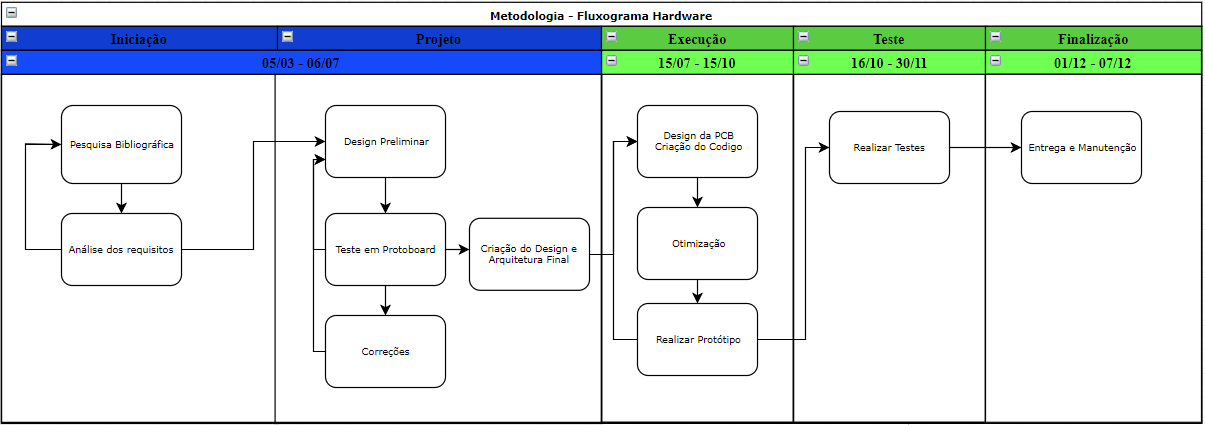 Metodologia - Fluxograma Hardware
Iniciação
Projeto
Execução
Teste
Finalização
05/03 - 06/07
15/07 - 15/10
16/10 - 30/11
01/12 - 07/12
Pesquisa Bibliográfica
Análise dos requisitos
Design Preliminar
Teste em Protoboard
Correções
Criação do Design e
Arquitetura Final
Design da PCB
Criação do Codigo
Otimização
Realizar Protótipo
Realizar Testes
Entrega e Manutenção